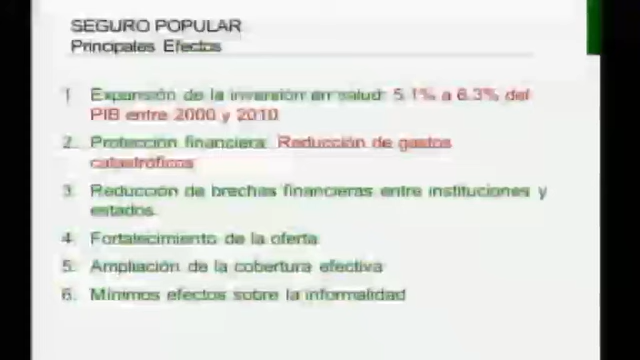 SEGURO POPULAR
Principales Efectos
1. Expansión de la inversión en salud: 5.1% a 6.3% del
PIB entre 2000 y 2010
2. Protección financiera: Reducción de gastos
catastróficos
3. Reducción de brechas financieras entre instituciones y
estados.
4. Fortalecimiento de la oferta
5. Ampliación de la cobertura efectiva
6. Mínimos efectos sobre la informalidad